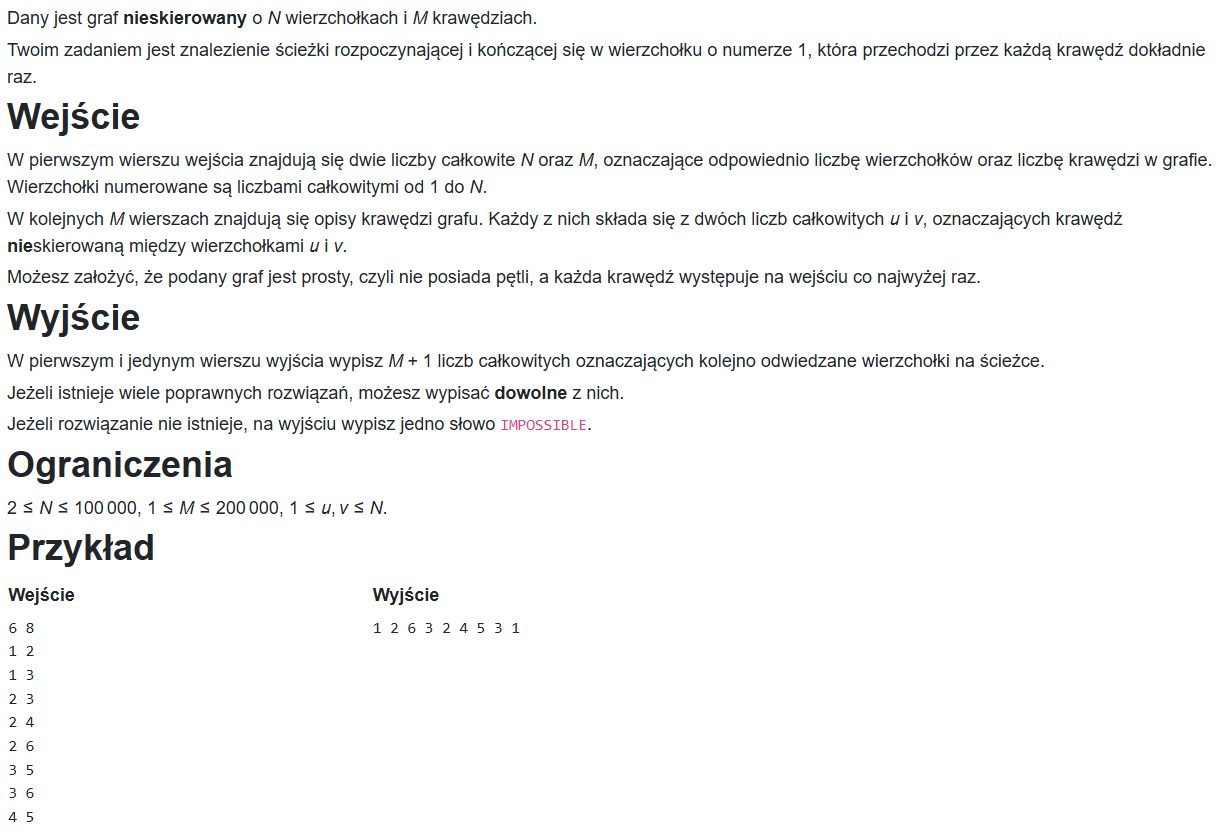 Dany jest graf nieskierowany o N wierzchołkach i M krawędziach.
Twoim zadaniem jest znalezienie ścieżki rozpoczynającej i kończącej się w wierzchołku o numerze 1, która przechodzi przez każdą krawędź dokładnie
raz.
Wejście
W pierwszym wierszu wejścia znajdują się dwie liczby całkowite N oraz M, oznaczające odpowiednio liczbę wierzchołków oraz liczbę krawędzi w grafie.
Wierzchołki numerowane są liczbami całkowitymi od 1 do N.
W kolejnych M wierszach znajdują się opisy krawędzi grafu. Każdy z nich składa się z dwóch liczb całkowitych u i v, oznaczających krawędź
nieskierowaną między wierzchołkami u i v.
Możesz założyć, że podany graf jest prosty, czyli nie posiada pętli, a każda krawędź występuje na wejściu co najwyżej raz.
Wyjście
W pierwszym i jedynym wierszu wyjścia wypisz M + 1 liczb całkowitych oznaczających kolejno odwiedzane wierzchołki na ścieżce.
Jeżeli istnieje wiele poprawnych rozwiązań, możesz wypisać dowolne z nich.
Jeżeli rozwiązanie nie istnieje, na wyjściu wypisz jedno słowo IMPOSSIBLE.
Ograniczenia
2 ≤ N ≤ 100 000, 1 ≤ M ≤ 200 000, 1 ≤ u, v ≤ N.
Przykład
Wejście Wyjście
6 8 1 2 6 3 2 4 5 3 1
1 2
1 3
2 3
2 4
2 6
3 5
3 6
4 5